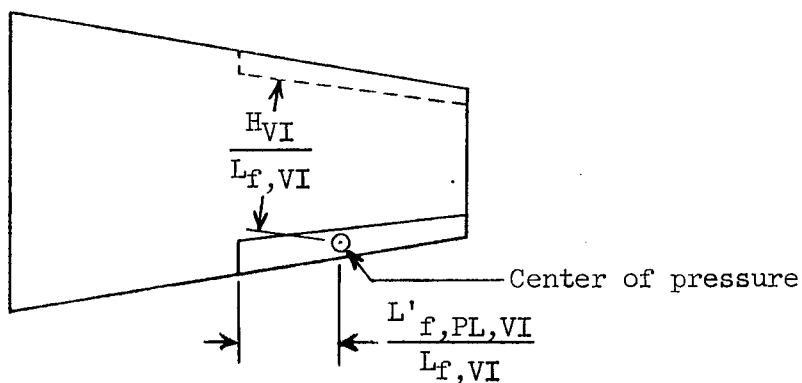 H_VI
L_f,VI
Center of pressure
L'_f,PL,VI
L_f,VI